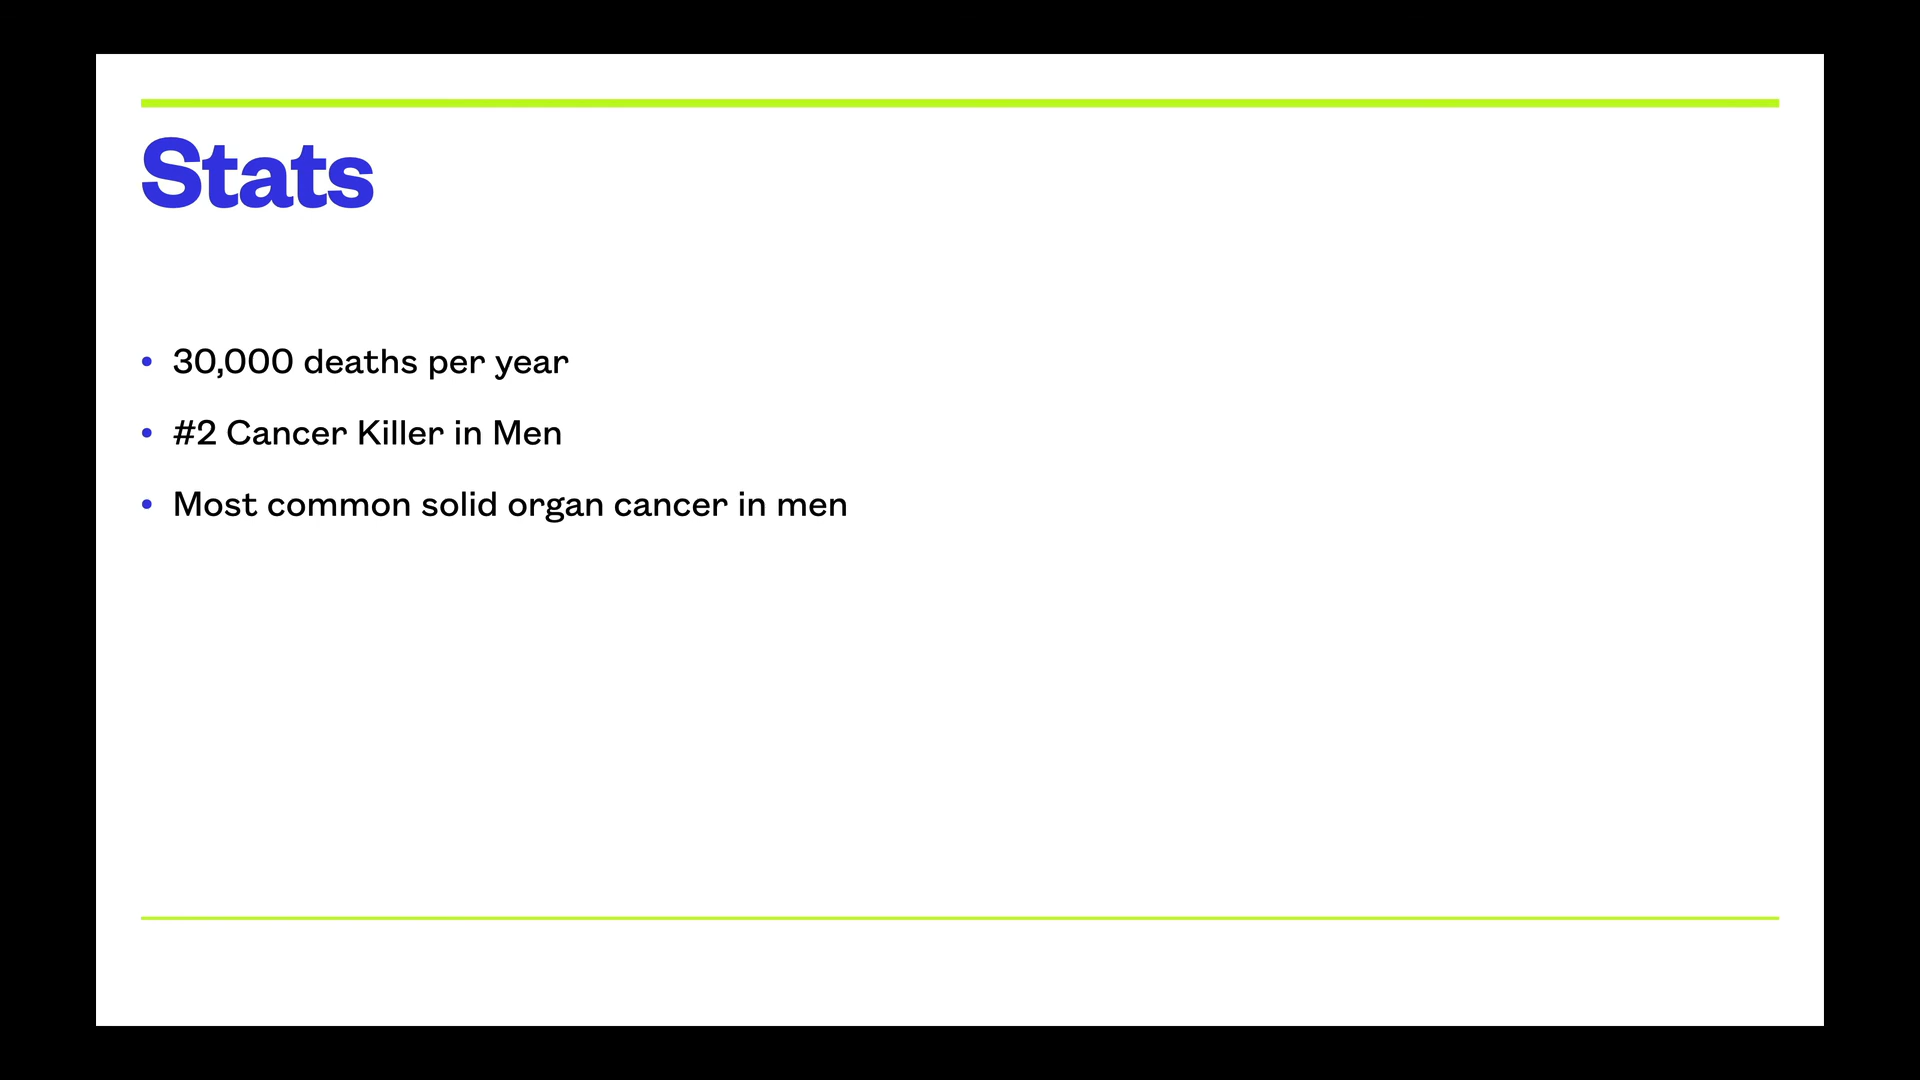 Stats
• 30,000 deaths per year
• #2 Cancer Killer in Men
• Most common solid organ cancer in men